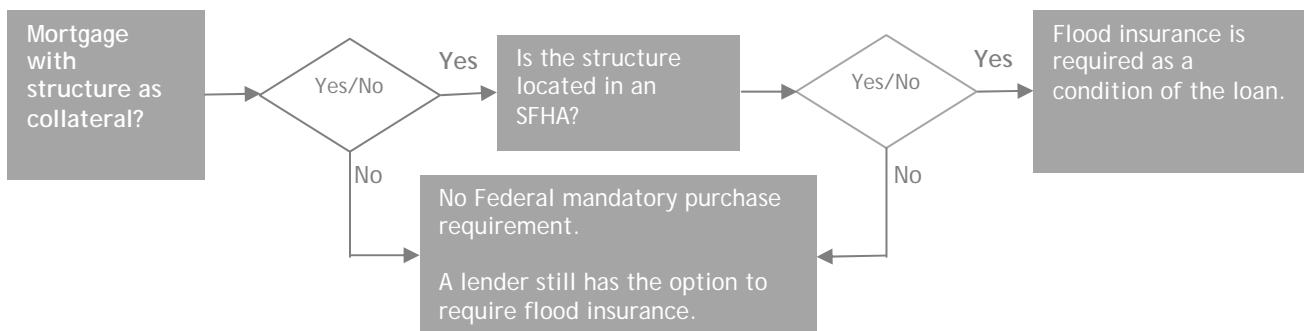 Mortgage
with
structure as
collateral?
Yes/No
Yes
Is the structure
located in an
SFHA?
Yes/No
Yes
Flood insurance is
required as a
condition of the loan.
No
No
No Federal mandatory purchase
requirement.
A lender still has the option to
require flood insurance.